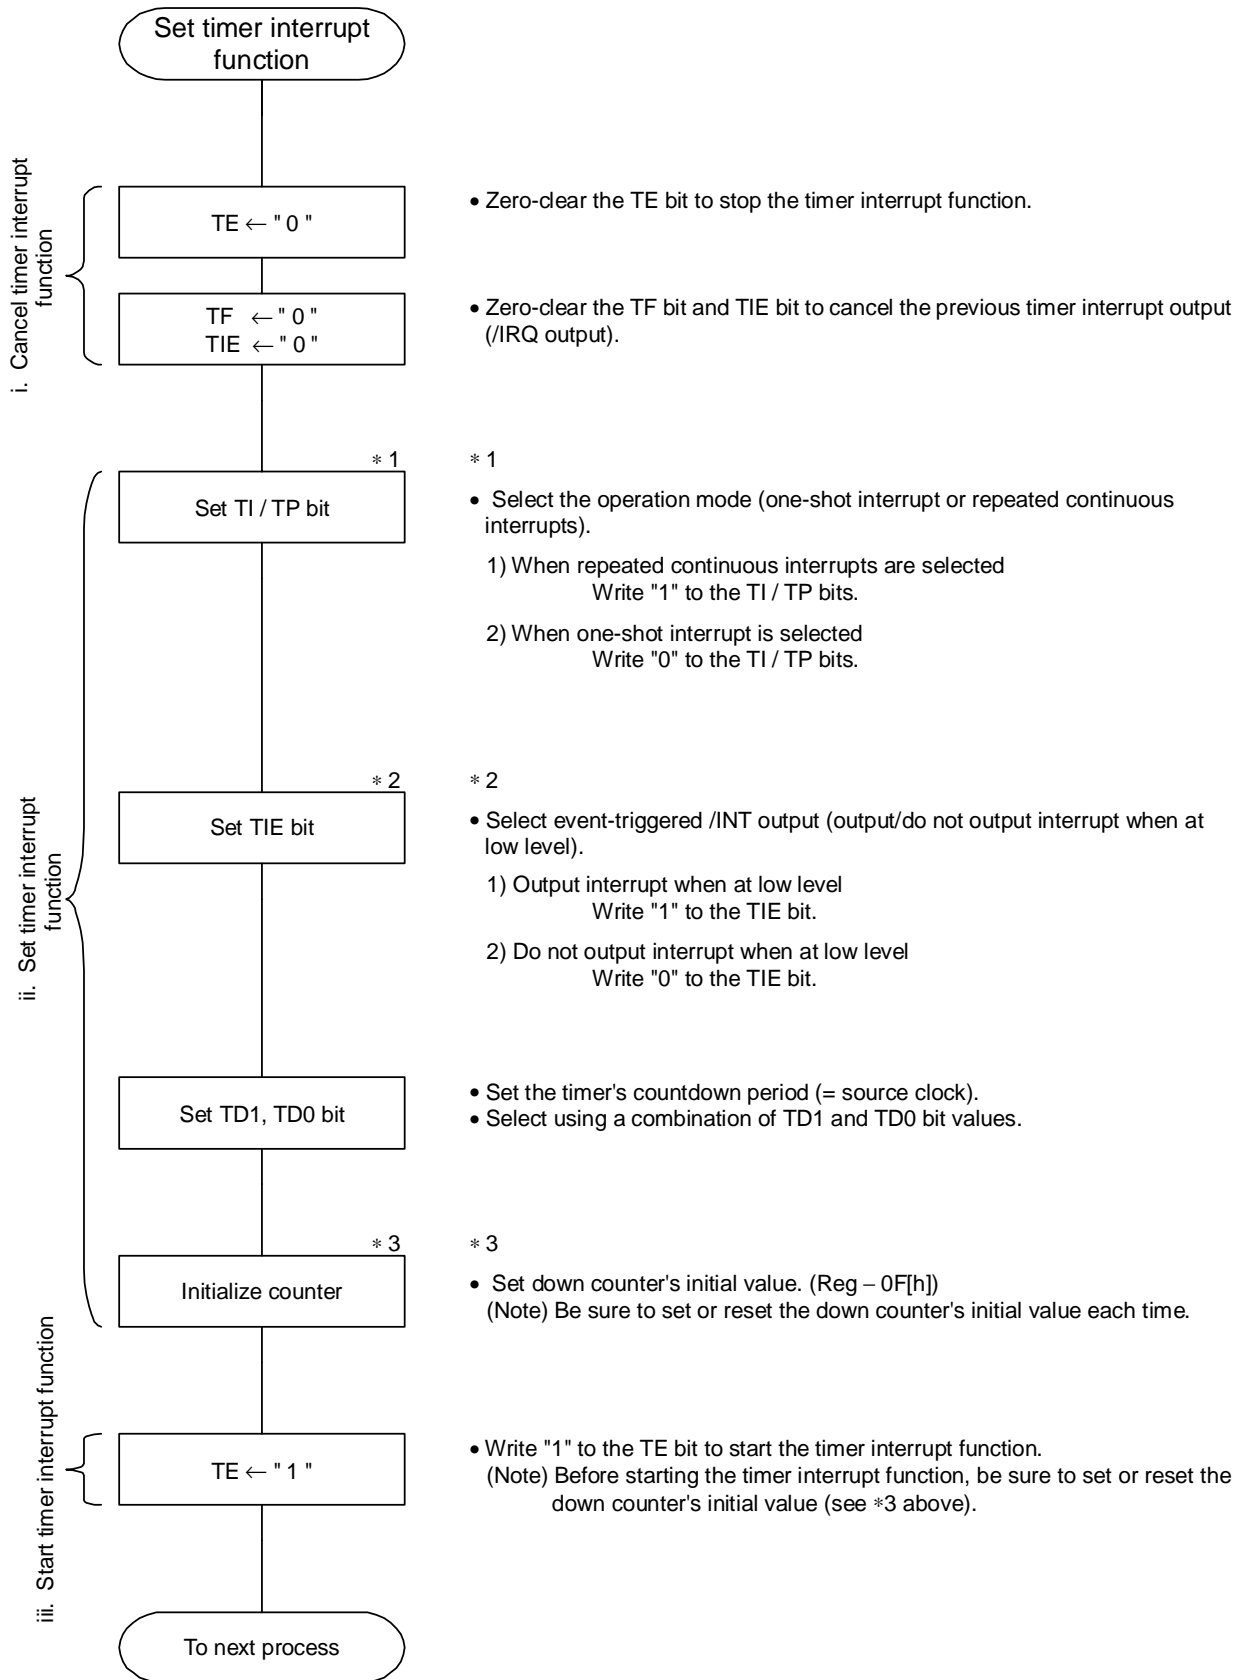 Set timer interrupt
function
i. Cancel timer interrupt
function
TE ← " 0 "
• Zero-clear the TE bit to stop the timer interrupt function.
TF ← " 0 "
TIE ← " 0 "
• Zero-clear the TF bit and TIE bit to cancel the previous timer interrupt output
(/IRQ output).
ii. Set timer interrupt
function
∗ 1
Set TI / TP bit
∗ 1
• Select the operation mode (one-shot interrupt or repeated continuous
interrupts).
1) When repeated continuous interrupts are selected
Write "1" to the TI / TP bits.
2) When one-shot interrupt is selected
Write "0" to the TI / TP bits.
∗ 2
Set TIE bit
∗ 2
• Select event-triggered /INT output (output/do not output interrupt when at
low level).
1) Output interrupt when at low level
Write "1" to the TIE bit.
2) Do not output interrupt when at low level
Write "0" to the TIE bit.
Set TD1, TD0 bit
• Set the timer's countdown period (= source clock).
• Select using a combination of TD1 and TD0 bit values.
∗ 3
Initialize counter
∗ 3
• Set down counter's initial value. (Reg – 0F[h])
(Note) Be sure to set or reset the down counter's initial value each time.
iii. Start timer interrupt function
TE ← " 1 "
• Write "1" to the TE bit to start the timer interrupt function.
(Note) Before starting the timer interrupt function, be sure to set or reset the
down counter's initial value (see ∗3 above).
To next process